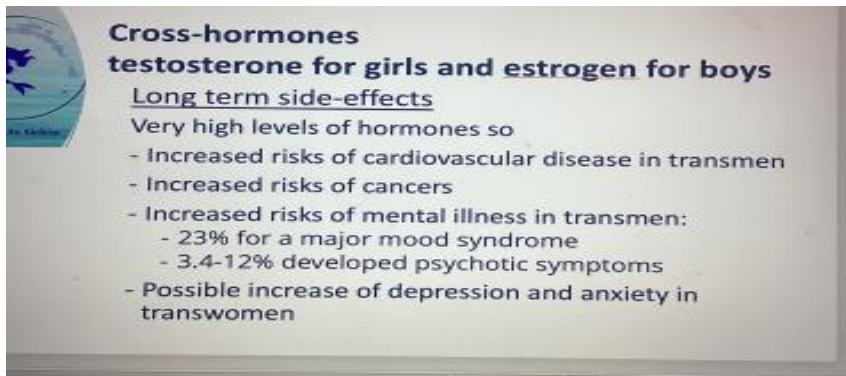 Cross-hormones
testosterone for girls and estrogen for boys
Long term side-effects
Very high levels of hormones so
- Increased risks of cardiovascular disease in transmen
- Increased risks of cancers
- Increased risks of mental illness in transmen:
- 23% for a major mood syndrome
- 3.4-12% developed psychotic symptoms
- Possible increase of depression and anxiety in
transwomen